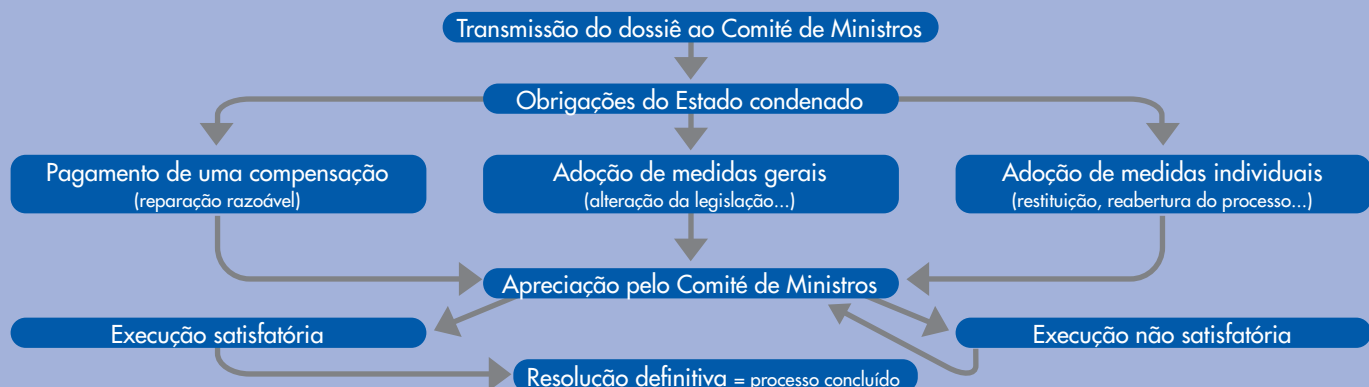 Transmissão do dossiê ao Comité de Ministros
Obrigações do Estado condenado
Pagamento de uma compensação
(reparação razoável)
Adoção de medidas gerais
(alteração da legislação...)
Adoção de medidas individuais
(restituição, reabertura do processo...)
Apreciação pelo Comité de Ministros
Execução satisfatória
Execução não satisfatória
Resolução definitiva = processo concluído